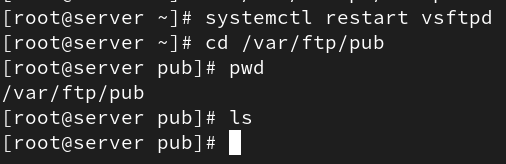 [root@server ~]# systemctl restart vsftpd
[root@server ~]# cd /var/ftp/pub
[root@server pub]# pwd
/var/ftp/pub
[root@server pub]# ls
[root@server pub]#